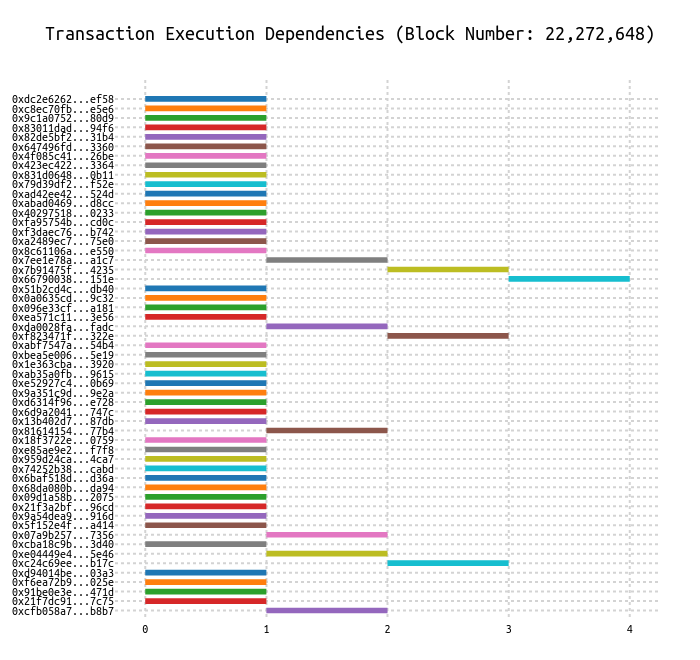 Transaction Execution Dependencies (Block Number: 22,272,648)
0xdc2e6262...ef58
0xc8ec70fb...e5e6
0x9c1a0752...80d9
0x83011dad...94f6
0x82de5bf2...31b4
0x647496fd...3360
0x4f085c41...26be
0x423ec422...3364
0x831d0648...0b11
0x79d39df2...f52e
0xad42ee42...524d
0xabad0469...d8cc
0x40297518...0233
0xfa95754b...cd0c
0xf3daec76...b742
0xa2489ec7...75e0
0x8c61106a...e550
0x7ee1e78a...a1c7
0x7b91475f...4235
0x66790038...151e
0x51b2cd4c...db40
0x0a0635cd...9c32
0x096e33cf...a181
0xea571c11...3e56
0xda0028fa...fadc
0xf823471f...322e
0xabf7547a...54b4
0xbea5e006...5e19
0x1e363cba...3920
0xab35a0fb...9615
0xe52927c4...0b69
0x9a351c9d...9e2a
0xd6314f96...e728
0x6d9a2041...747c
0x13b402d7...87db
0x81614154...77b4
0x18f3722e...0759
0xe85ae9e2...f7f8
0x959d24ca...4ca7
0x74252b38...cabd
0x6baf518d...d36a
0x68da080b...da94
0x09d1a58b...2075
0x21f3a2bf...96cd
0x9a54dea9...916d
0x5f152e4f...a414
0x07a9b257...7356
0xcba18c9b...3d40
0xe04449e4...5e46
0xc24c69ee...b17c
0xd94014be...03a3
0xf6ea72b9...025e
0x91be0e3e...471d
0x21f7dc91...7c75
0xcfb058a7...b8b7
0 1 2 3 4